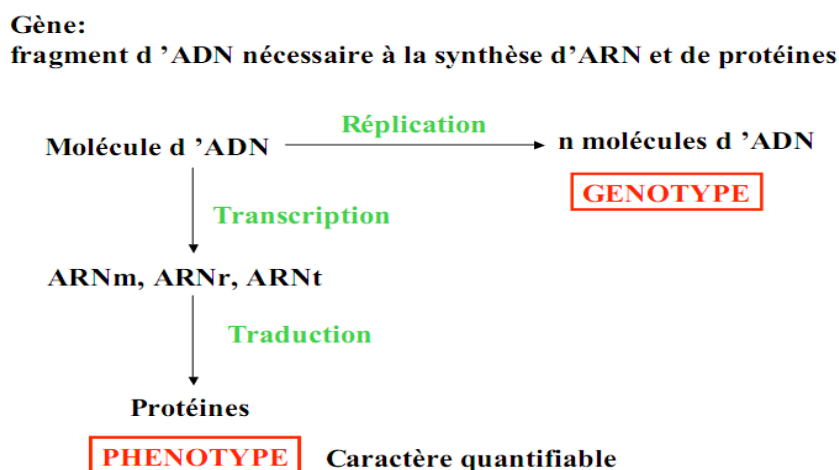 Gène:
fragment d ’ADN nécessaire à la synthèse d’ARN et de protéines
Réplication
Molécule d ’ADN
n molécules d ’ADN
GENOTYPE
Transcription
ARNm, ARNr, ARNt
Traduction
Protéines
PHENOTYPE
Caractère quantifiable